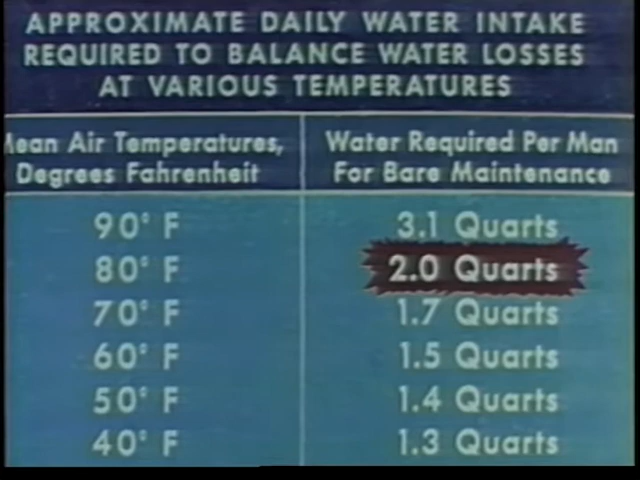 APPROXIMATE DAILY WATER INTAKE
REQUIRED TO BALANCE WATER LOSSES
AT VARIOUS TEMPERATURES
Mean Air Temperatures, Water Required Per Man
Degrees Fahrenheit For Bare Maintenance
90° F 3.1 Quarts
80° F 2.0 Quarts
70° F 1.7 Quarts
60° F 1.5 Quarts
50° F 1.4 Quarts
40° F 1.3 Quarts